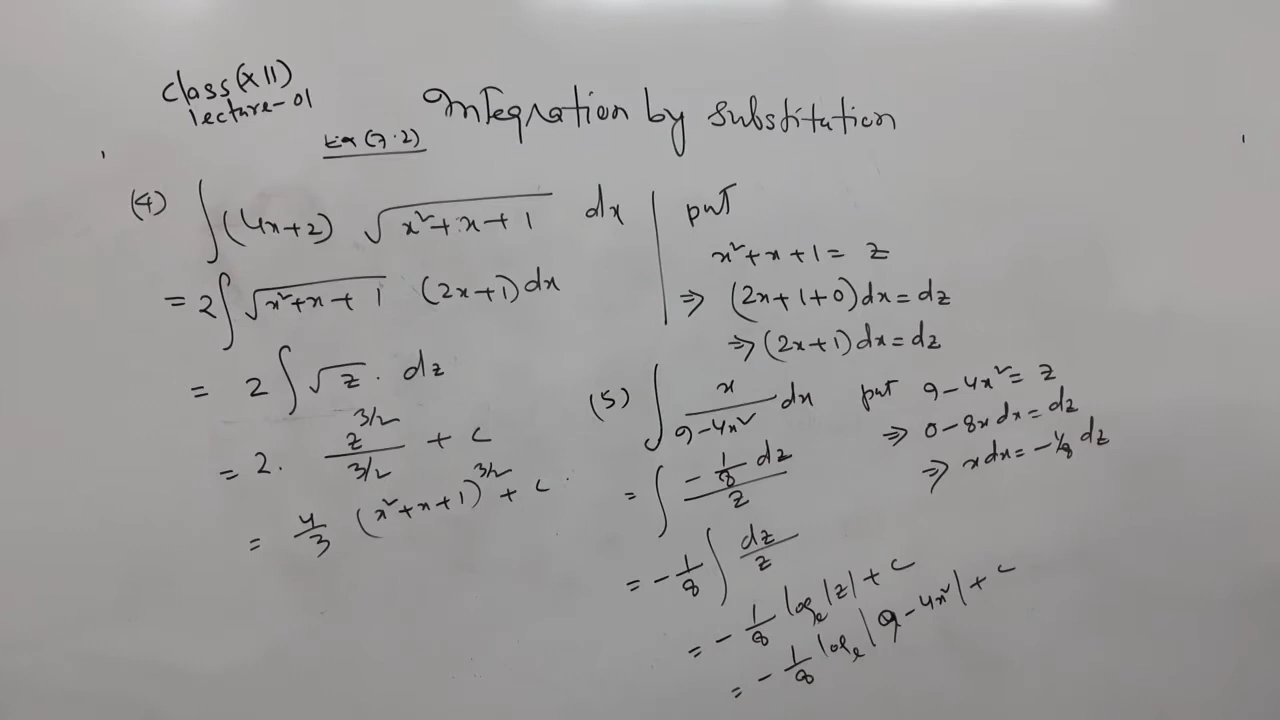 Class(XII)
lecture-01
Integration by substitution
Ex(7.2)
(4) ∫(4x+2) √(x²+x+1) dx
= 2∫√(x²+x+1) (2x+1)dx
= 2∫√z. dz
= 2. z^(3/2)/(3/2) + c
= 4/3 (x²+x+1)^(3/2) + c.
put
x²+x+1 = z
⇒ (2x+1+0)dx = dz
⇒ (2x+1)dx = dz
(5) ∫ x/(9-4x²) dx
= ∫ (-1/8 dz)/z
= -1/8 ∫ dz/z
= -1/8 logₑ|z| + c
= -1/8 logₑ|9-4x²| + c
put 9-4x² = z
⇒ 0-8x dx = dz
⇒ x dx = -1/8 dz